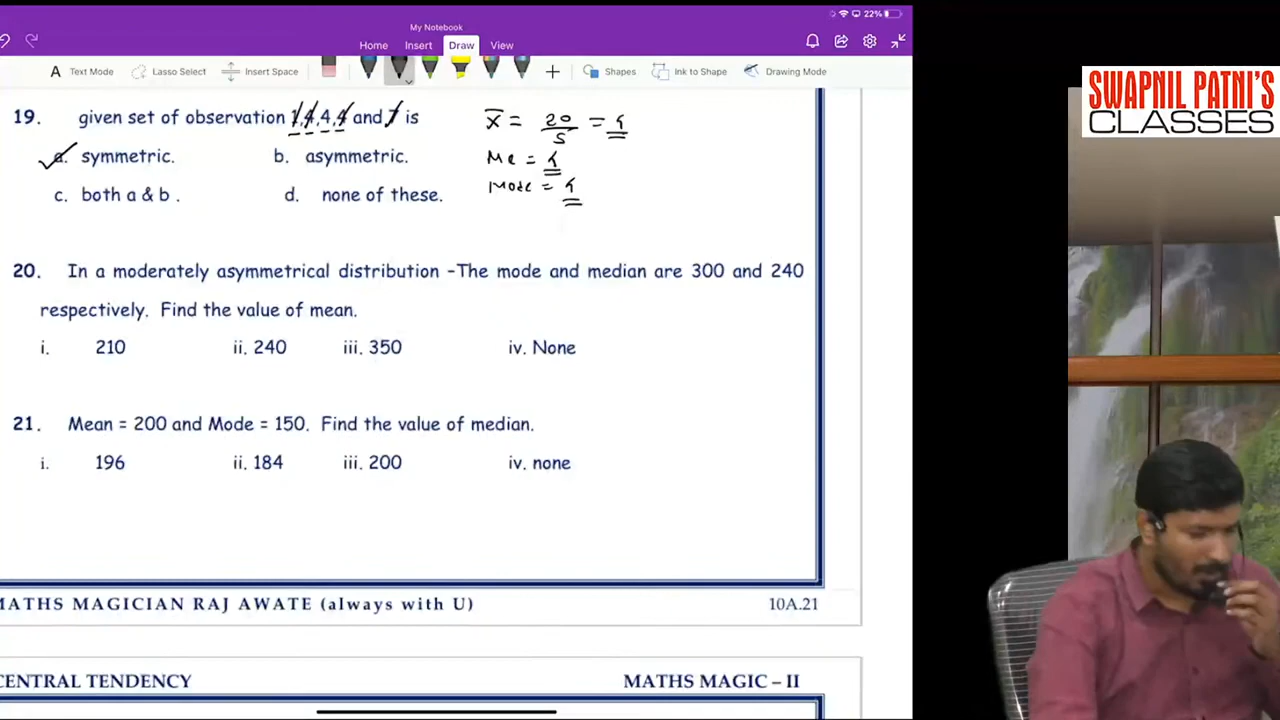 22%
My Notebook
Home Insert Draw View
Text Mode Lasso Select Insert Space Shapes Ink to Shape Drawing Mode
SWAPNIL PATNI'S
CLASSES
19. given set of observation 1,4,4,4 and 7 is
a. symmetric. b. asymmetric.
c. both a & b . d. none of these.
x̄ = 20/5 = 4
Me = 4
Mode = 4
20. In a moderately asymmetrical distribution -The mode and median are 300 and 240
respectively. Find the value of mean.
i. 210 ii. 240 iii. 350 iv. None
21. Mean = 200 and Mode = 150. Find the value of median.
i. 196 ii. 184 iii. 200 iv. none
MATHS MAGICIAN RAJ AWATE (always with U) 10A.21
CENTRAL TENDENCY MATHS MAGIC – II